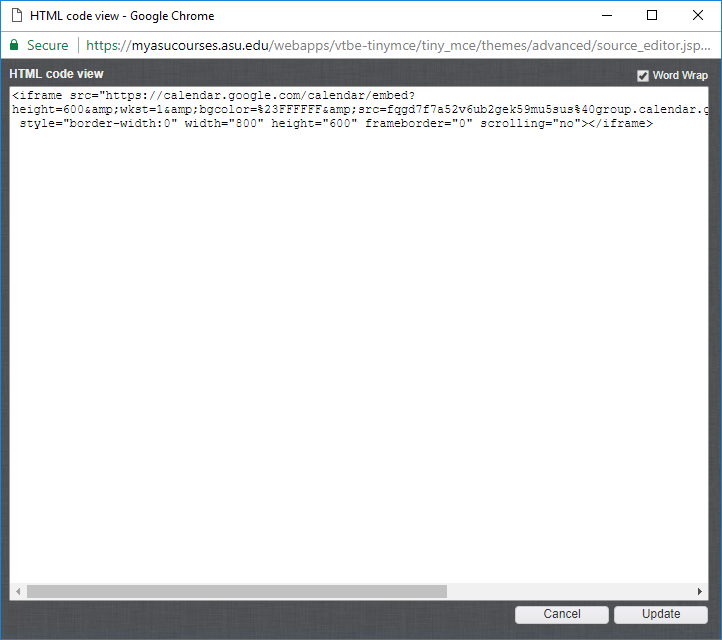 HTML code view - Google Chrome
Secure https://myasucourses.asu.edu/webapps/vtbe-tinymce/tiny_mce/themes/advanced/source_editor.jsp...
HTML code view Word Wrap
<iframe src="https://calendar.google.com/calendar/embed?
height=600&amp;wkst=1&amp;bgcolor=%23FFFFFF&amp;src=fqgd7f7a52v6ub2gek59mu5sus%40group.calendar.g
style="border-width:0" width="800" height="600" frameborder="0" scrolling="no"></iframe>
Cancel Update